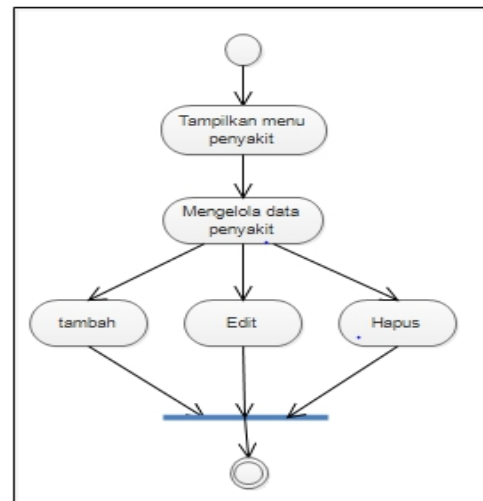 Tampilkan menu
penyakit
Mengelola data
penyakit
tambah
Edit
Hapus